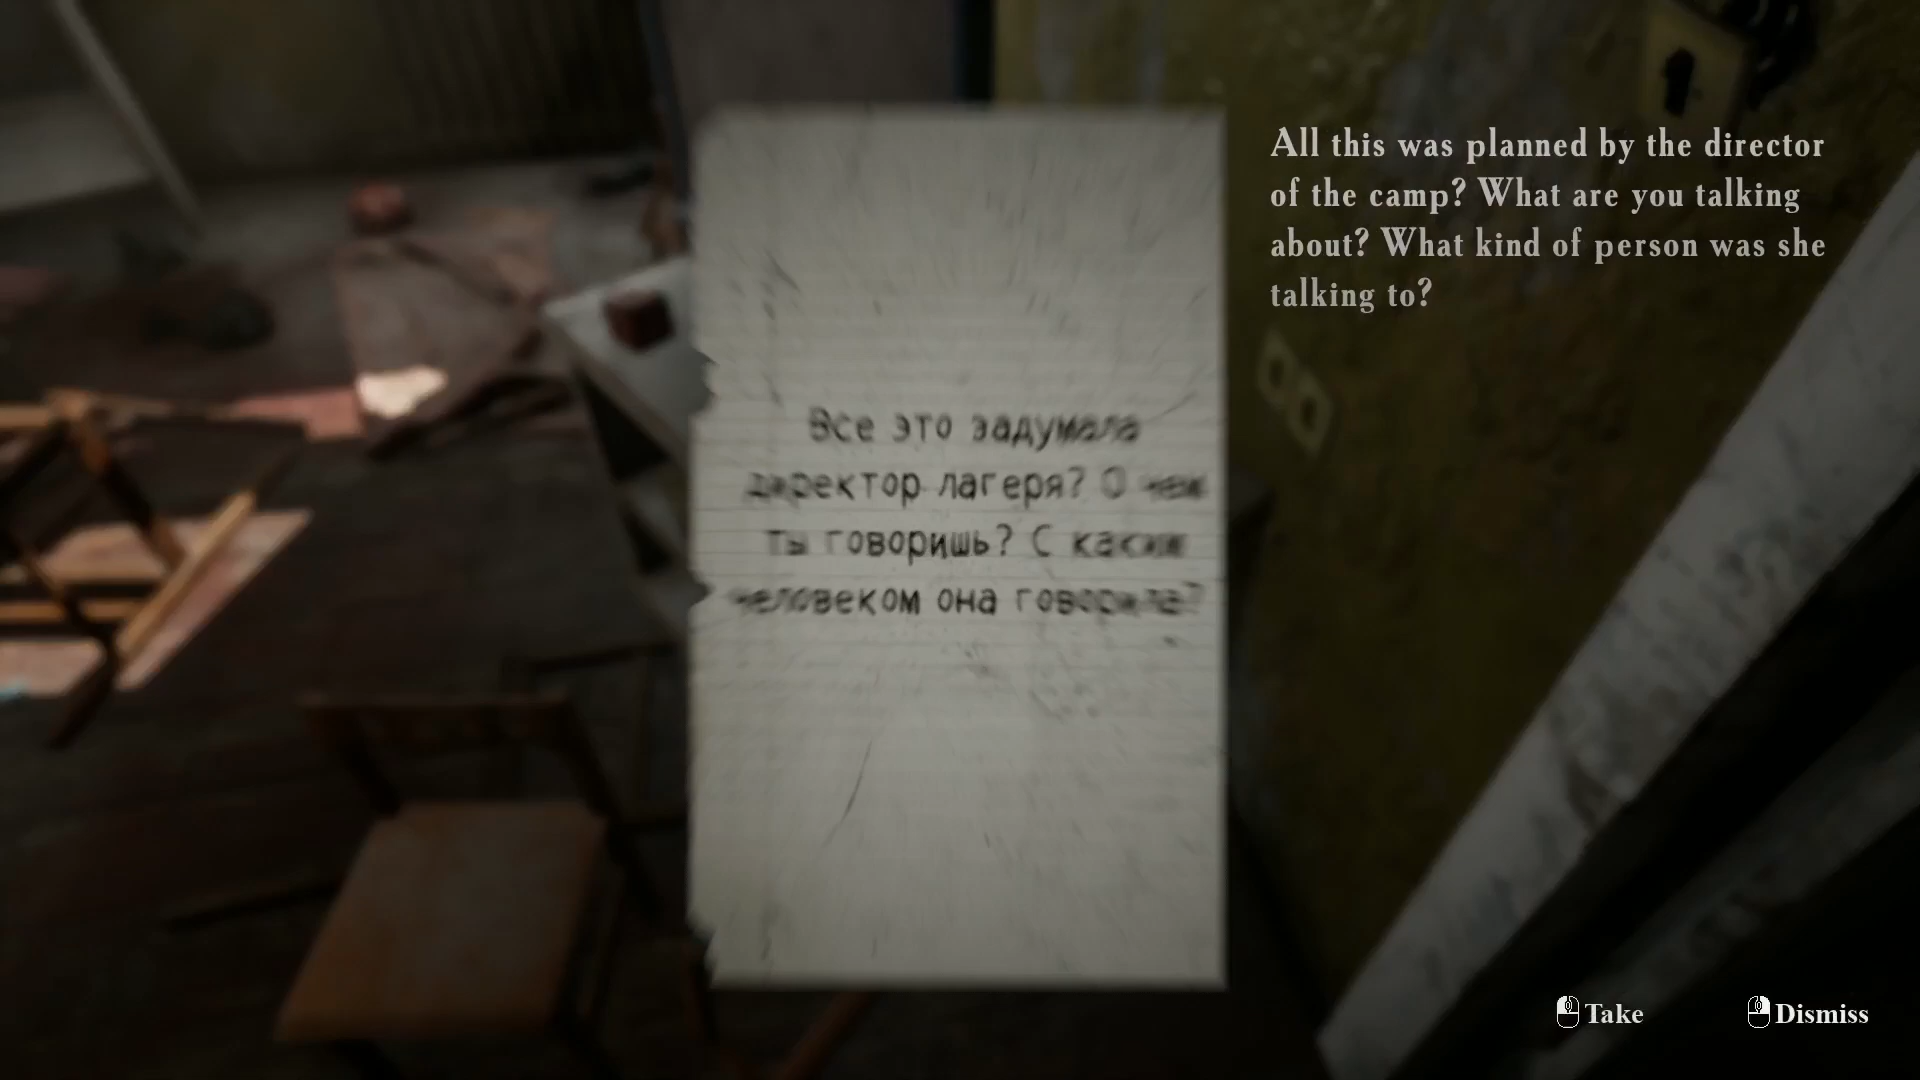 Все это задумала
директор лагеря? О чем
ты говоришь? С каким
человеком она говорила?
All this was planned by the director
of the camp? What are you talking
about? What kind of person was she
talking to?
Take
Dismiss